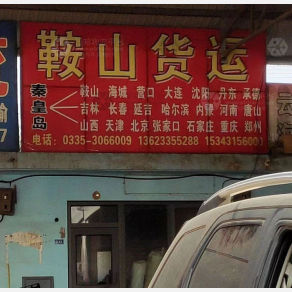 鞍山货运
秦皇岛
鞍山 海城 营口 大连 沈阳 丹东 承德
吉林 长春 延吉 哈尔滨 内蒙 河南 唐山
山西 天津 北京 张家口 石家庄 重庆 郑州
电话：0335-3066009 13623355288 15343156001
输
7
云